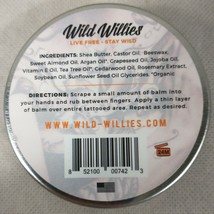 Wild Willies
LIVE FREE · STAY WILD
INGREDIENTS: Shea Butter, Castor Oil, Beeswax,
Sweet Almond Oil, Argan Oil*, Grapeseed Oil, Jojoba Oil,
Vitamin E Oil, Tea Tree Oil*, Cedarwood Oil, Rosemary Extract,
Soybean Oil, Sunflower Seed Oil Glycerides. *Organic
DIRECTIONS: Scrape a small amount of balm into
your hands and rub between fingers. Apply a thin layer
of balm over entire tattooed area. Repeat as desired.
WWW.WILD-WILLIES.COM
24M
52100 00742 3